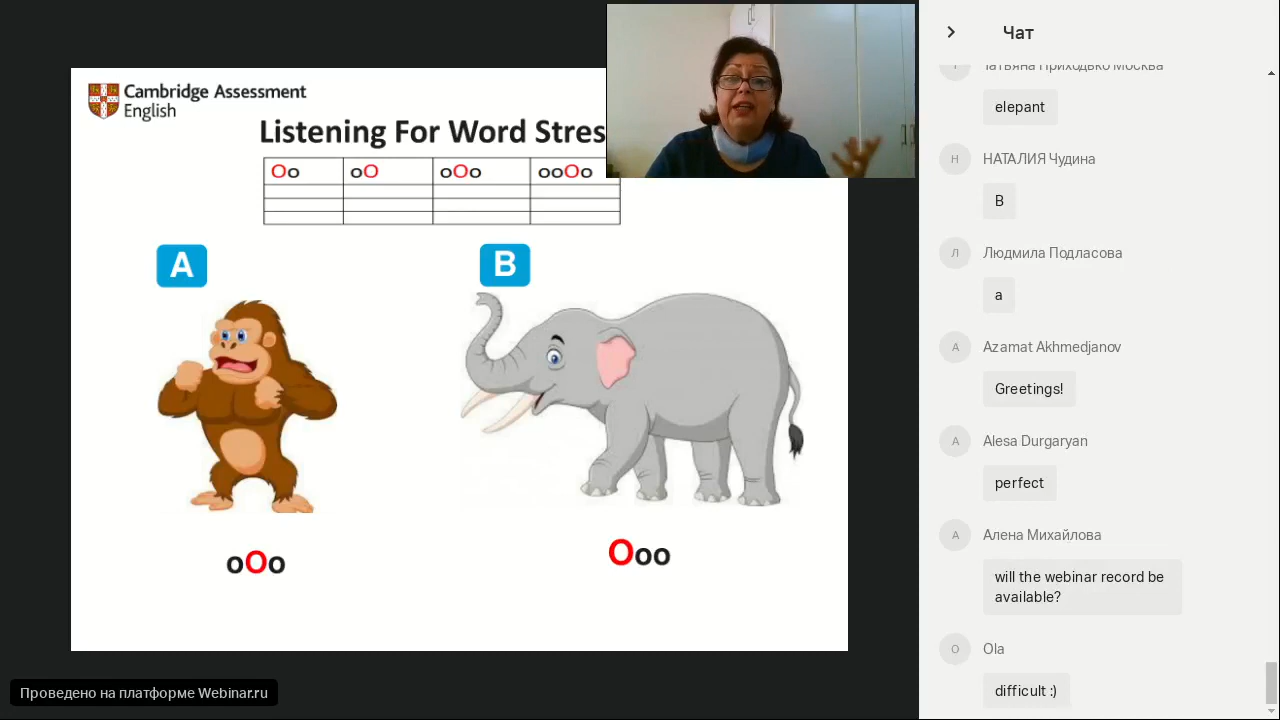 Cambridge Assessment
English
Listening For Word Stres
Oo oO oOo ooOo
A B
oOo Ooo
Проведено на платформе Webinar.ru
Чат
Татьяна Приходько Москва
elepant
Н НАТАЛИЯ Чудина
B
Л Людмила Подласова
a
A Azamat Akhmedjanov
Greetings!
A Alesa Durgaryan
perfect
А Алена Михайлова
will the webinar record be
available?
O Ola
difficult :)